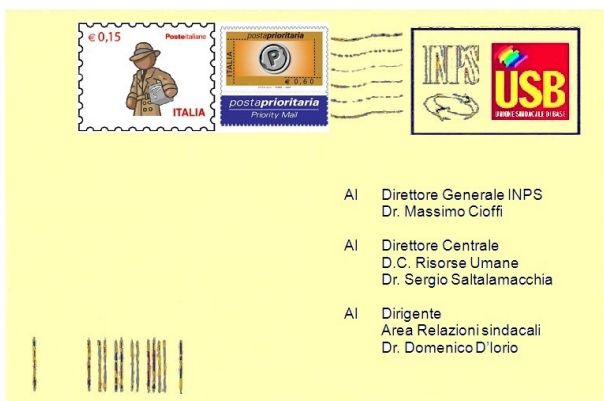 € 0,15
Posteitaliane
ITALIA
postaprioritaria
ITALIA
P
€ 0,60
postaprioritaria
Priority Mail
INPS
USB
UNIONE SINDACALE DI BASE
Al Direttore Generale INPS
Dr. Massimo Cioffi
Al Direttore Centrale
D.C. Risorse Umane
Dr. Sergio Saltalamacchia
Al Dirigente
Area Relazioni sindacali
Dr. Domenico D'Iorio